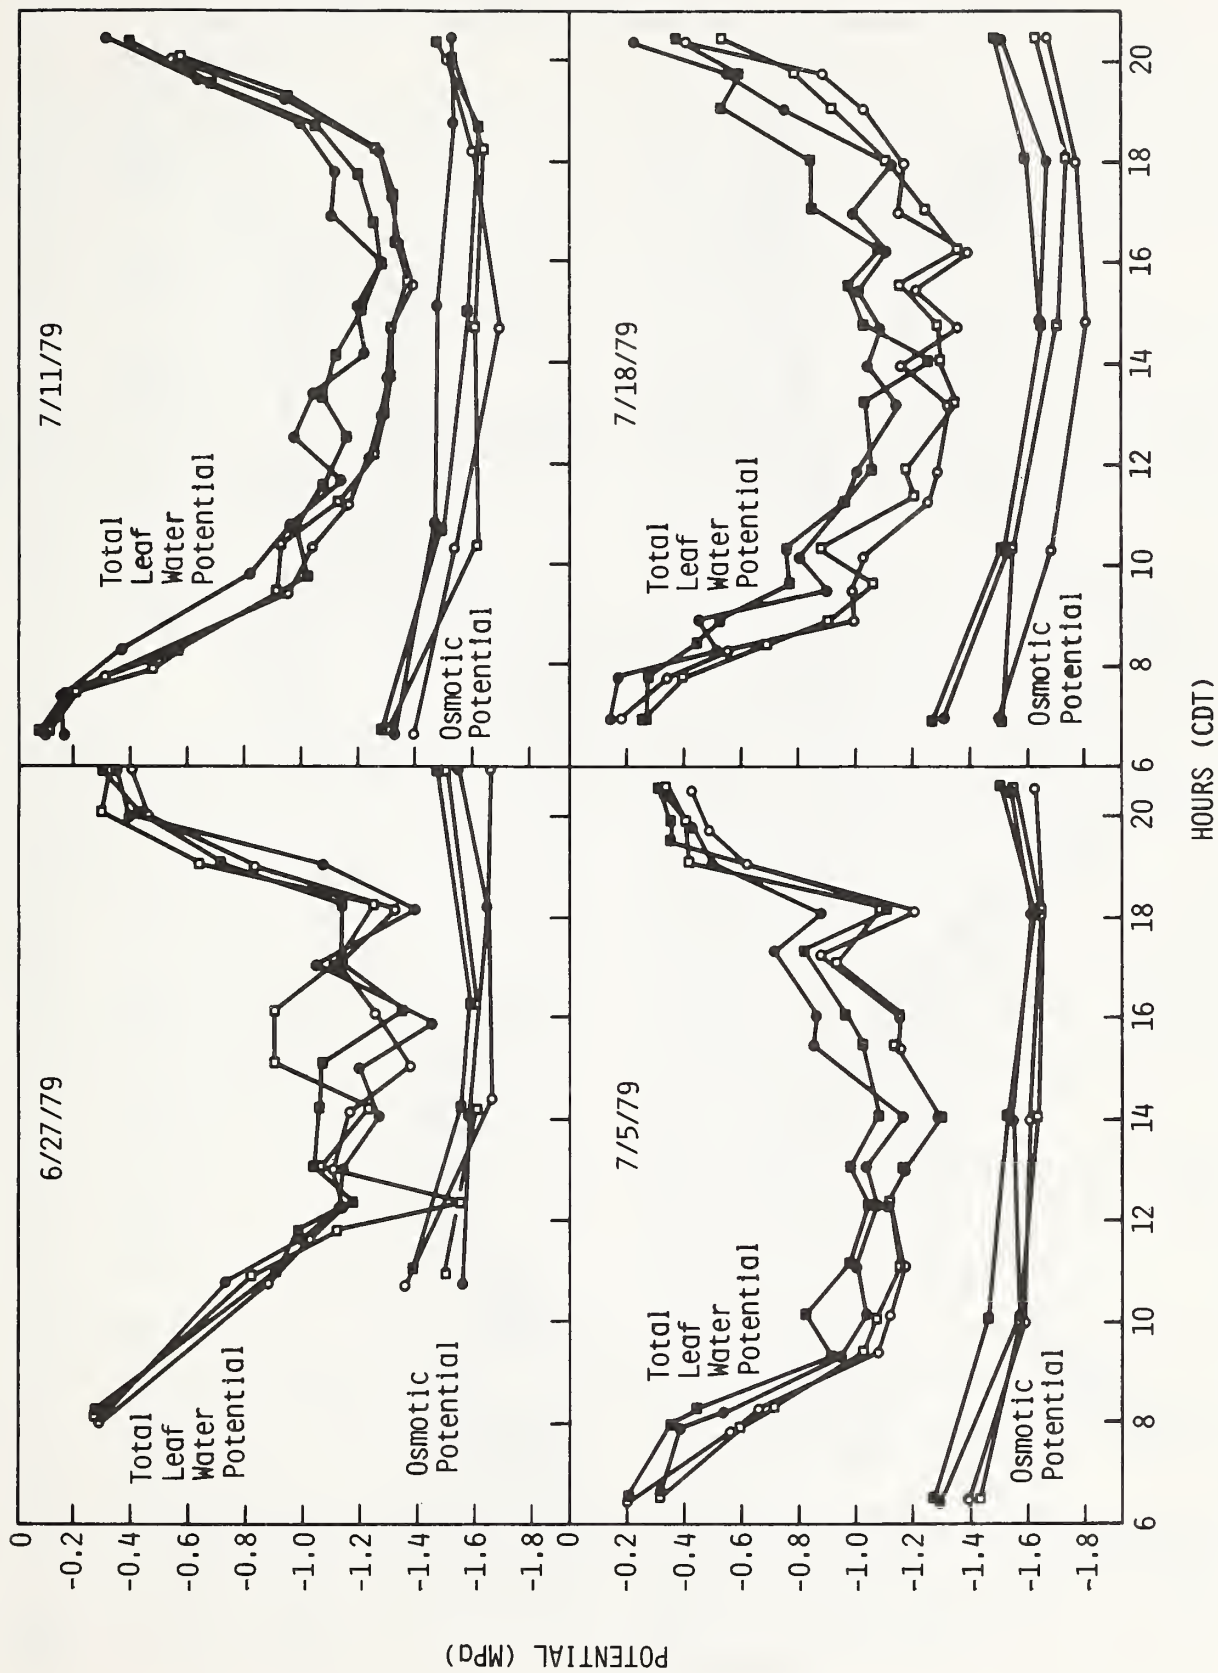 POTENTIAL (MPa)
0
-0.2
-0.4
-0.6
-0.8
-1.0
-1.2
-1.4
-1.6
-1.8
6/27/79
Total
Leaf
Water
Potential
Osmotic
Potential
7/11/79
Total
Leaf
Water
Potential
Osmotic
Potential
0
-0.2
-0.4
-0.6
-0.8
-1.0
-1.2
-1.4
-1.6
-1.8
7/5/79
Total
Leaf
Water
Potential
Osmotic
Potential
7/18/79
Total
Leaf
Water
Potential
Osmotic
Potential
6 8 10 12 14 16 18 20 6 8 10 12 14 16 18 20
HOURS (CDT)